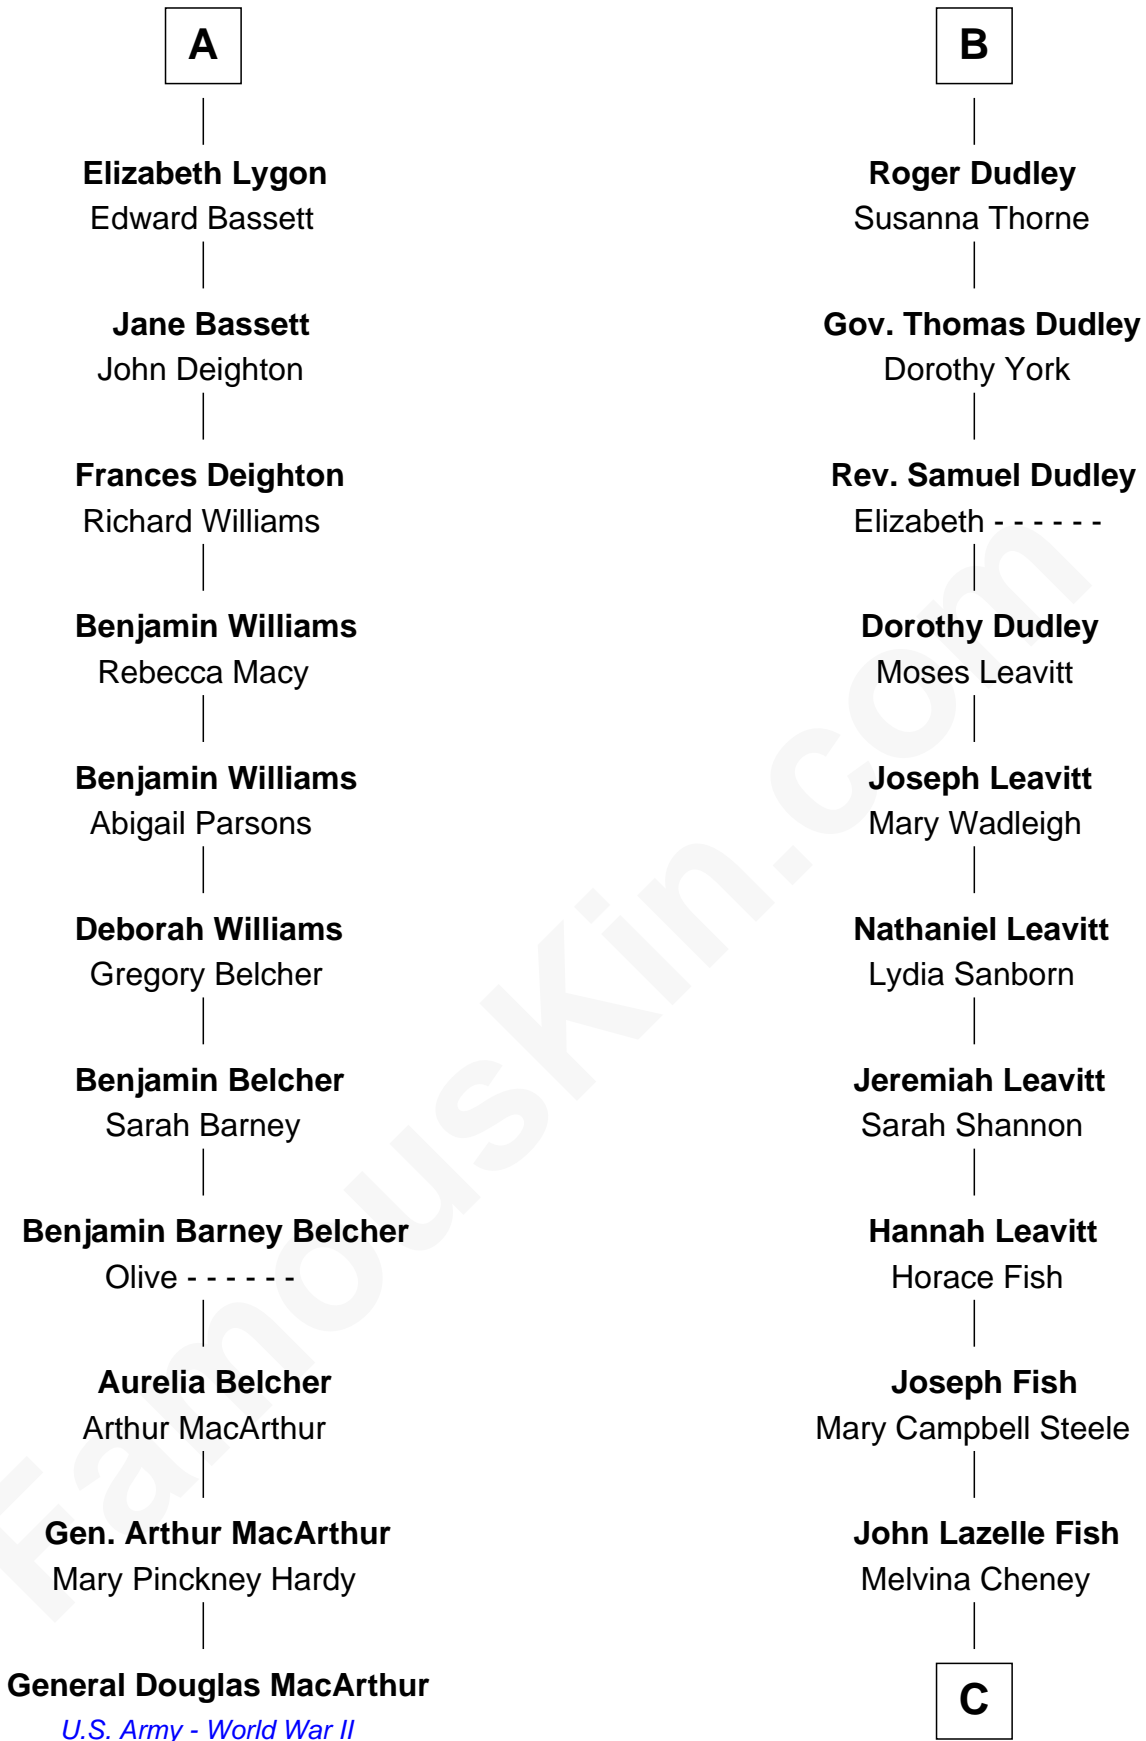 A
Elizabeth Lygon
Edward Bassett
Jane Bassett
John Deighton
Frances Deighton
Richard Williams
Benjamin Williams
Rebecca Macy
Benjamin Williams
Abigail Parsons
Deborah Williams
Gregory Belcher
Benjamin Belcher
Sarah Barney
Benjamin Barney Belcher
Olive - - - - - -
Aurelia Belcher
Arthur MacArthur
Gen. Arthur MacArthur
Mary Pinckney Hardy
General Douglas MacArthur
U.S. Army - World War II
B
Roger Dudley
Susanna Thorne
Gov. Thomas Dudley
Dorothy York
Rev. Samuel Dudley
Elizabeth - - - - - -
Dorothy Dudley
Moses Leavitt
Joseph Leavitt
Mary Wadleigh
Nathaniel Leavitt
Lydia Sanborn
Jeremiah Leavitt
Sarah Shannon
Hannah Leavitt
Horace Fish
Joseph Fish
Mary Campbell Steele
John Lazelle Fish
Melvina Cheney
C
FamousKin.com